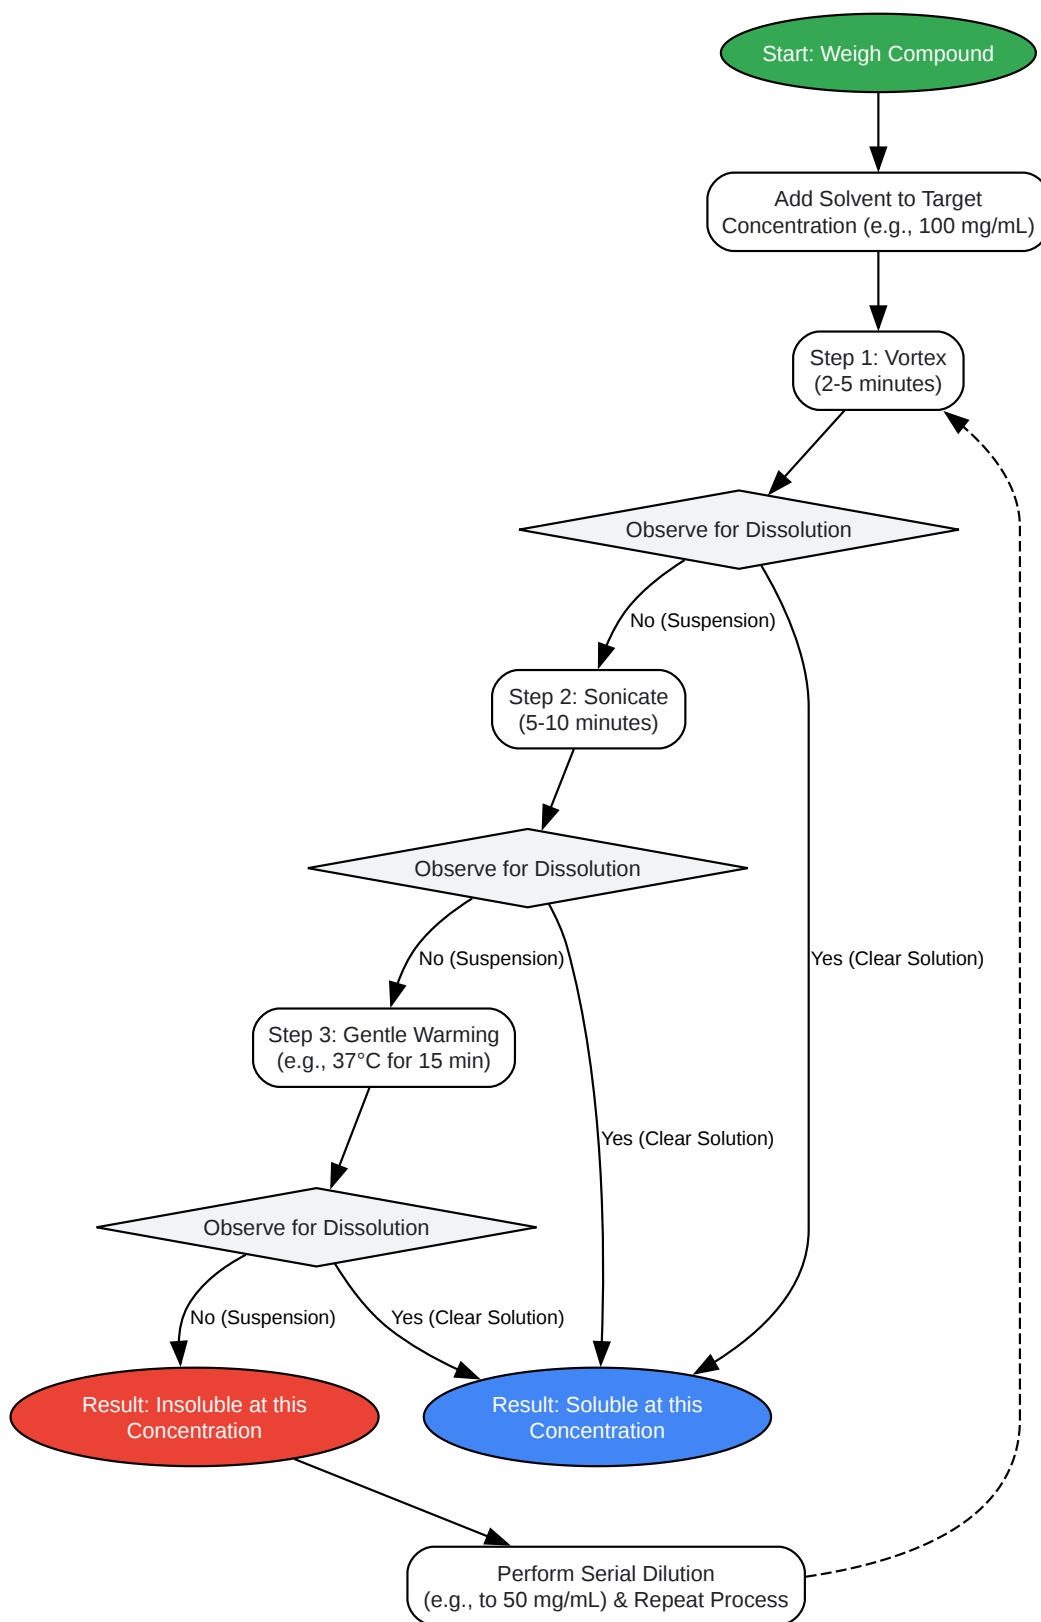 Start: Weigh Compound
Add Solvent to Target
Concentration (e.g., 100 mg/mL)
Step 1: Vortex
(2-5 minutes)
Observe for Dissolution
No (Suspension)
Step 2: Sonicate
(5-10 minutes)
Observe for Dissolution
No (Suspension)
Yes (Clear Solution)
Step 3: Gentle Warming
(e.g., 37°C for 15 min)
Yes (Clear Solution)
Observe for Dissolution
No (Suspension)
Yes (Clear Solution)
Result: Insoluble at this
Concentration
Result: Soluble at this
Concentration
Perform Serial Dilution
(e.g., to 50 mg/mL) & Repeat Process